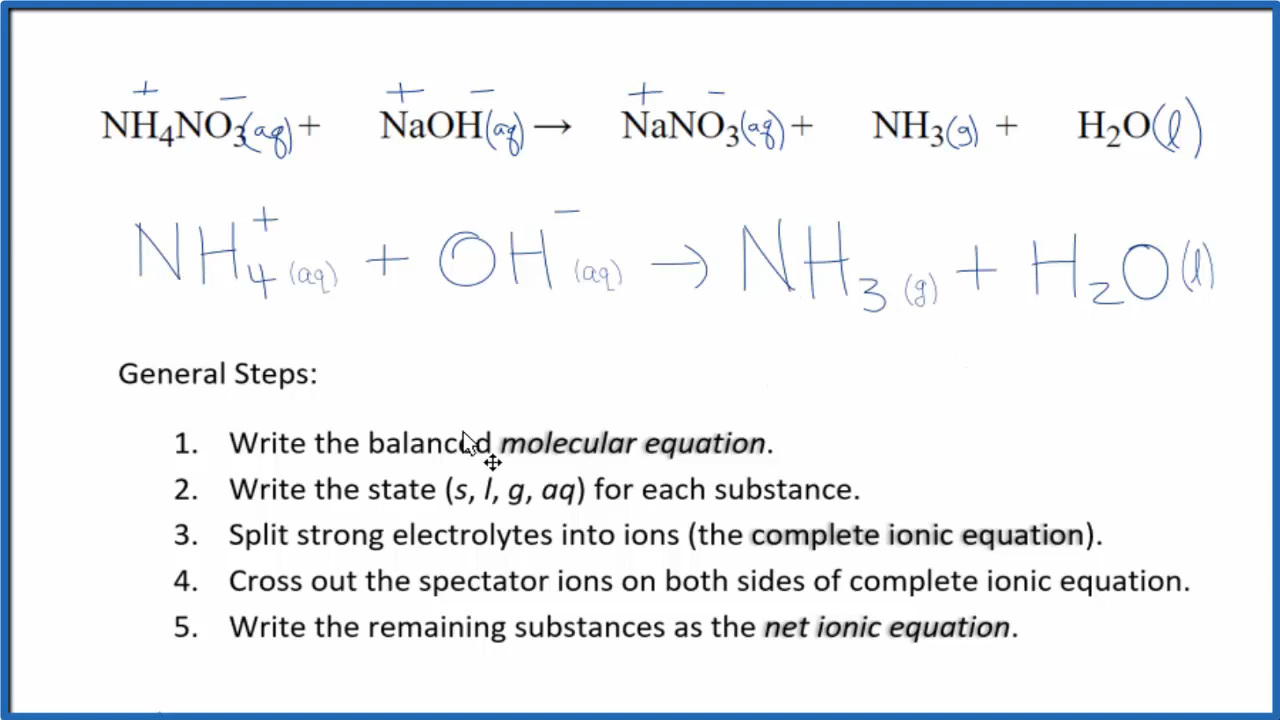 + − + − + −
NH₄NO₃(aq) + NaOH(aq) → NaNO₃(aq) + NH₃(g) + H₂O(l)
NH₄⁺(aq) + OH⁻(aq) → NH₃(g) + H₂O(l)
General Steps:
1. Write the balanced molecular equation.
2. Write the state (s, l, g, aq) for each substance.
3. Split strong electrolytes into ions (the complete ionic equation).
4. Cross out the spectator ions on both sides of complete ionic equation.
5. Write the remaining substances as the net ionic equation.